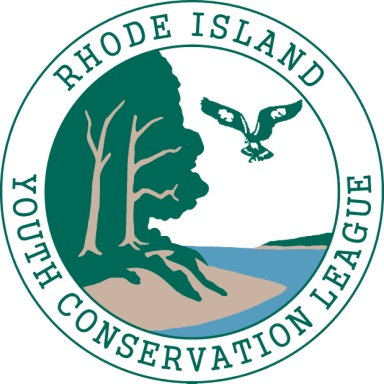 RHODE ISLAND
YOUTH CONSERVATION LEAGUE